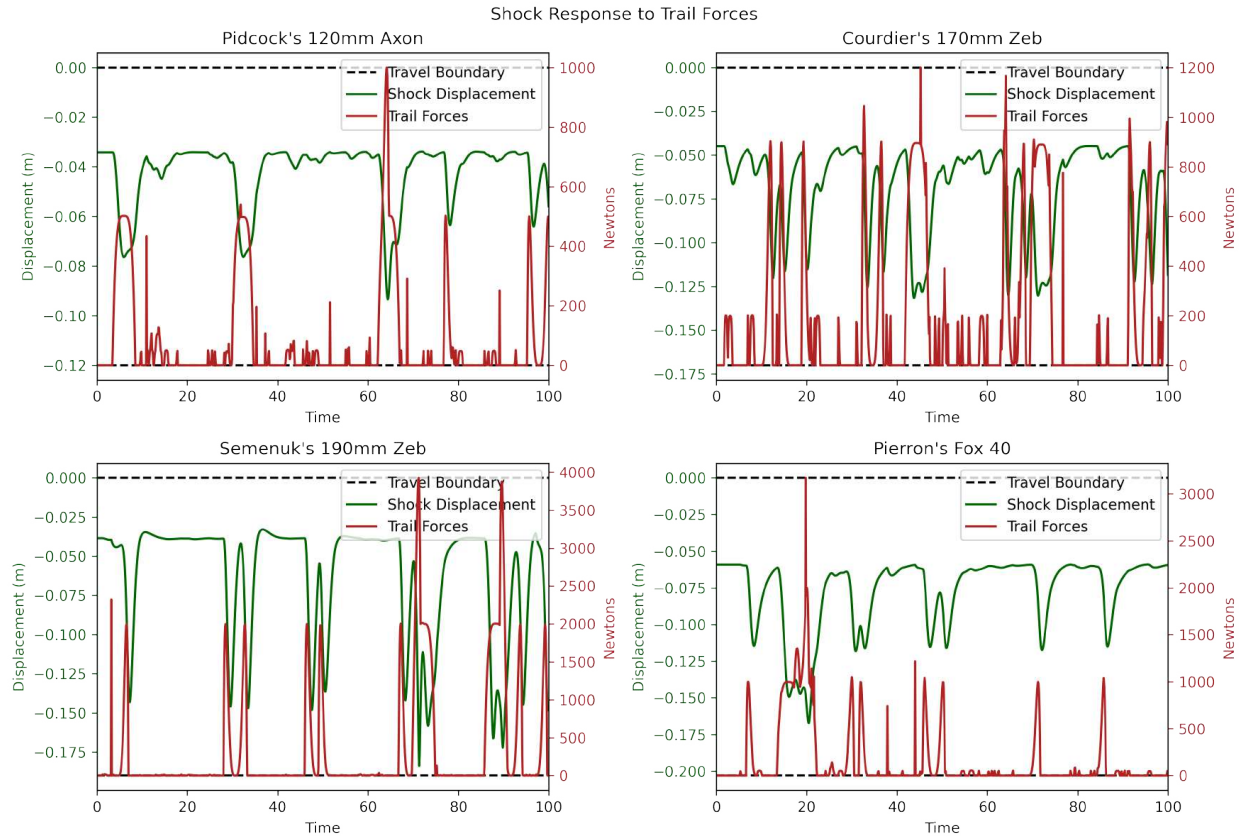 Shock Response to Trail Forces
Pidcock's 120mm Axon
0.00
−0.02
−0.04
−0.06
−0.08
−0.10
−0.12
Displacement (m)
Travel Boundary
Shock Displacement
Trail Forces
1000
800
600
400
200
0
Newtons
0 20 40 60 80 100
Time
Courdier's 170mm Zeb
0.000
−0.025
−0.050
−0.075
−0.100
−0.125
−0.150
−0.175
Displacement (m)
Travel Boundary
Shock Displacement
Trail Forces
1200
1000
800
600
400
200
0
Newtons
0 20 40 60 80 100
Time
Semenuk's 190mm Zeb
0.000
−0.025
−0.050
−0.075
−0.100
−0.125
−0.150
−0.175
Displacement (m)
Travel Boundary
Shock Displacement
Trail Forces
4000
3500
3000
2500
2000
1500
1000
500
0
Newtons
0 20 40 60 80 100
Time
Pierron's Fox 40
0.000
−0.025
−0.050
−0.075
−0.100
−0.125
−0.150
−0.175
−0.200
Displacement (m)
Travel Boundary
Shock Displacement
Trail Forces
3000
2500
2000
1500
1000
500
0
Newtons
0 20 40 60 80 100
Time